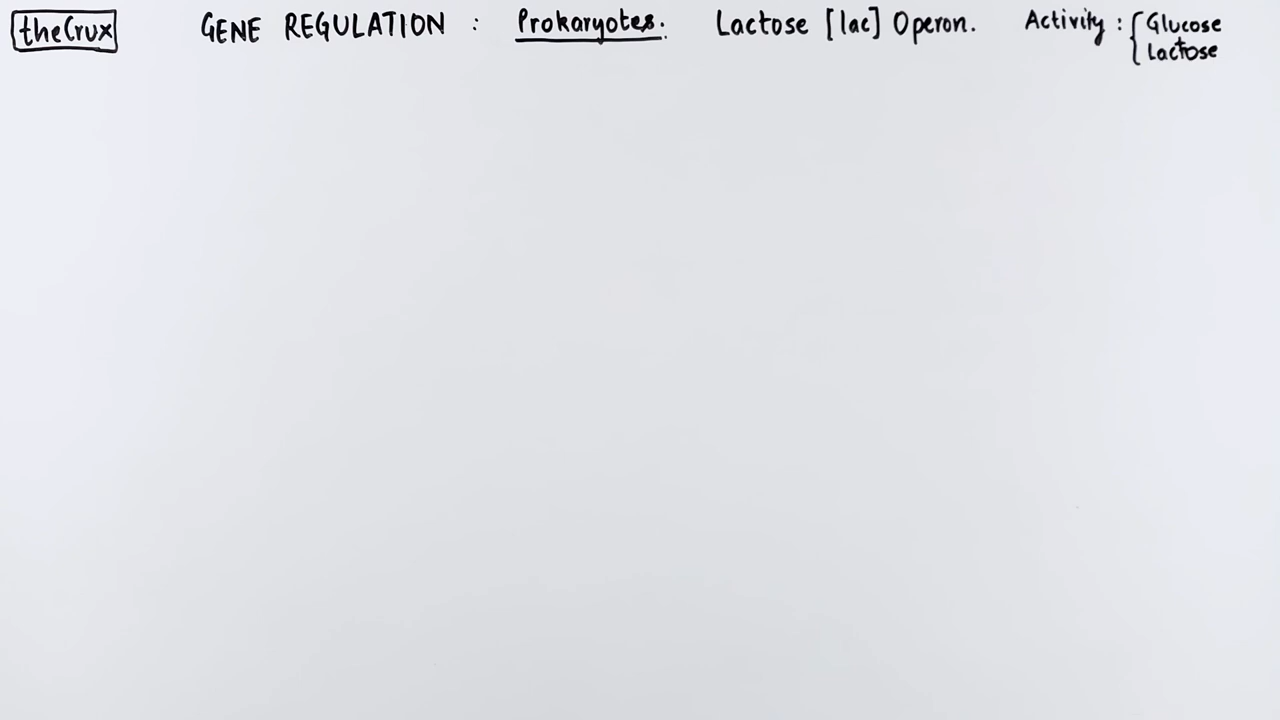 theCrux GENE REGULATION : Prokaryotes. Lactose [lac] Operon. Activity : { Glucose
Lactose